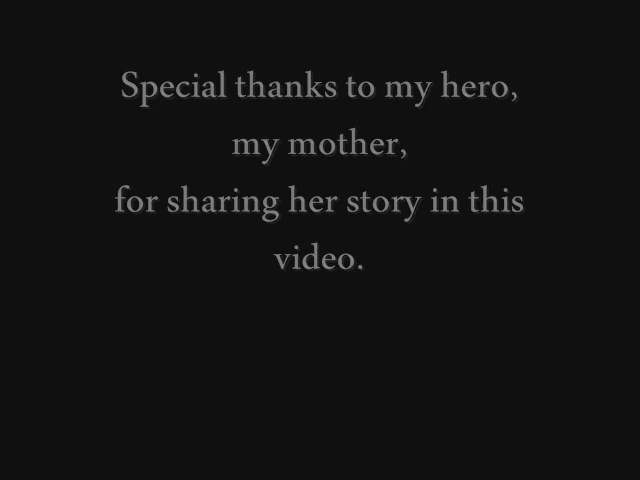 Special thanks to my hero,
my mother,
for sharing her story in this
video.